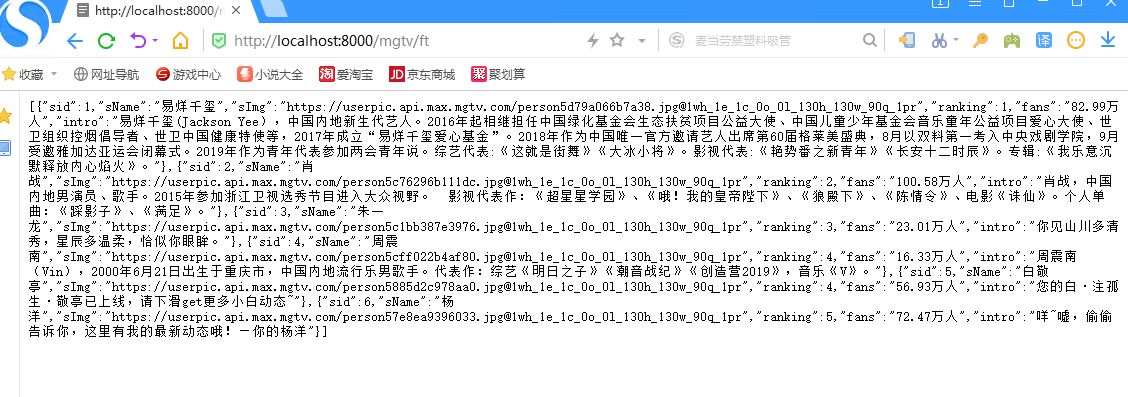 http://localhost:8000/m
http://localhost:8000/mgtv/ft
麦当劳禁塑料吸管
译
收藏
网址导航
游戏中心
小说大全
淘 爱淘宝
JD 京东商城
聚 聚划算
[{"sid":1,"sName":"易烊千玺","sImg":"https://userpic.api.max.mgtv.com/person5d79a066b7a38.jpg@1wh_1e_1c_0o_0l_130h_130w_90q_1pr","ranking":1,"fans":"82.99万
人","intro":"易烊千玺(Jackson Yee），中国内地新生代艺人。2016年起相继担任中国绿化基金会生态扶贫项目公益大使、中国儿童少年基金会音乐童年公益项目爱心大使、世
卫组织控烟倡导者、世卫中国健康特使等，2017年成立“易烊千玺爱心基金”。2018年作为中国唯一官方邀请艺人出席第60届格莱美盛典，8月以双料第一考入中央戏剧学院，9月
受邀雅加达亚运会闭幕式。2019年作为青年代表参加两会青年说。综艺代表:《这就是街舞》《大冰小将》。影视代表:《艳势番之新青年》《长安十二时辰》。专辑:《我乐意沉
默释放内心焰火》。"},{"sid":2,"sName":"肖
战","sImg":"https://userpic.api.max.mgtv.com/person5c76296b111dc.jpg@1wh_1e_1c_0o_0l_130h_130w_90q_1pr","ranking":2,"fans":"100.58万人","intro":"肖战，中国
内地男演员、歌手。2015年参加浙江卫视选秀节目进入大众视野。 影视代表作:《超星星学园》、《哦！我的皇帝陛下》、《狼殿下》、《陈情令》、电影《诛仙》。个人单
曲:《踩影子》、《满足》。"},{"sid":3,"sName":"朱一
龙","sImg":"https://userpic.api.max.mgtv.com/person5c1bb387e3976.jpg@1wh_1e_1c_0o_0l_130h_130w_90q_1pr","ranking":3,"fans":"23.01万人","intro":"你见山川多清
秀，星辰多温柔，恰似你眼眸。"},{"sid":4,"sName":"周震
南","sImg":"https://userpic.api.max.mgtv.com/person5cff022b4af80.jpg@1wh_1e_1c_0o_0l_130h_130w_90q_1pr","ranking":4,"fans":"16.33万人","intro":"周震南
（Vin)，2000年6月21日出生于重庆市，中国内地流行乐男歌手。代表作：综艺《明日之子》《潮音战纪》《创造营2019》，音乐《V》。"},{"sid":5,"sName":"白敬
亭","sImg":"https://userpic.api.max.mgtv.com/person5885d2c978aa0.jpg@1wh_1e_1c_0o_0l_130h_130w_90q_1pr","ranking":4,"fans":"56.93万人","intro":"您的白·注孤
生·敬亭已上线，请下滑get更多小白动态~"},{"sid":6,"sName":"杨
洋","sImg":"https://userpic.api.max.mgtv.com/person57e8ea9396033.jpg@1wh_1e_1c_0o_0l_130h_130w_90q_1pr","ranking":5,"fans":"72.47万人","intro":"咩~嘘，偷偷
告诉你，这里有我的最新动态哦！－你的杨洋"}]